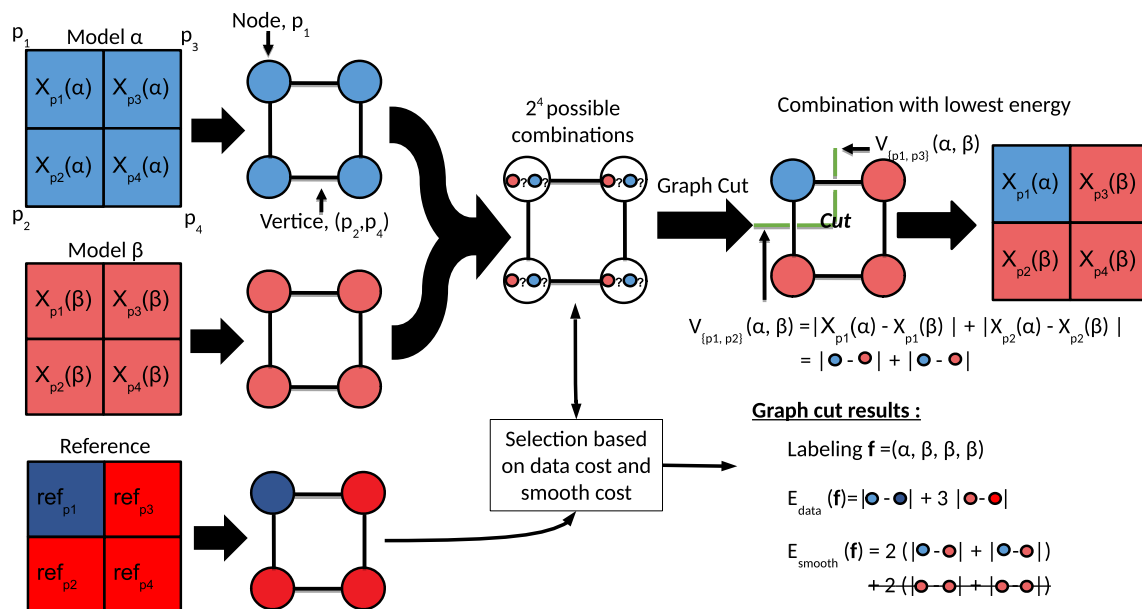 p1
Model α
p3
Xp1(α)
Xp3(α)
Xp2(α)
Xp4(α)
p2
p4
Node, p1
Vertice, (p2,p4)
Model β
Xp1(β)
Xp3(β)
Xp2(β)
Xp4(β)
Reference
refp1
refp3
refp2
refp4
2^4 possible
combinations
? ?
? ?
? ?
? ?
Graph Cut
Selection based
on data cost and
smooth cost
Combination with lowest energy
V{p1, p3} (α, β)
Cut
Xp1(α)
Xp3(β)
Xp2(β)
Xp4(β)
V{p1, p2} (α, β) =|Xp1(α) - Xp1(β) | + |Xp2(α) - Xp2(β) |
= | - | + | - |
Graph cut results :
Labeling f =(α, β, β, β)
Edata (f)=| - | + 3 | - |
Esmooth (f) = 2 (| - | + | - |)
+ 2 (| - | + | - |)